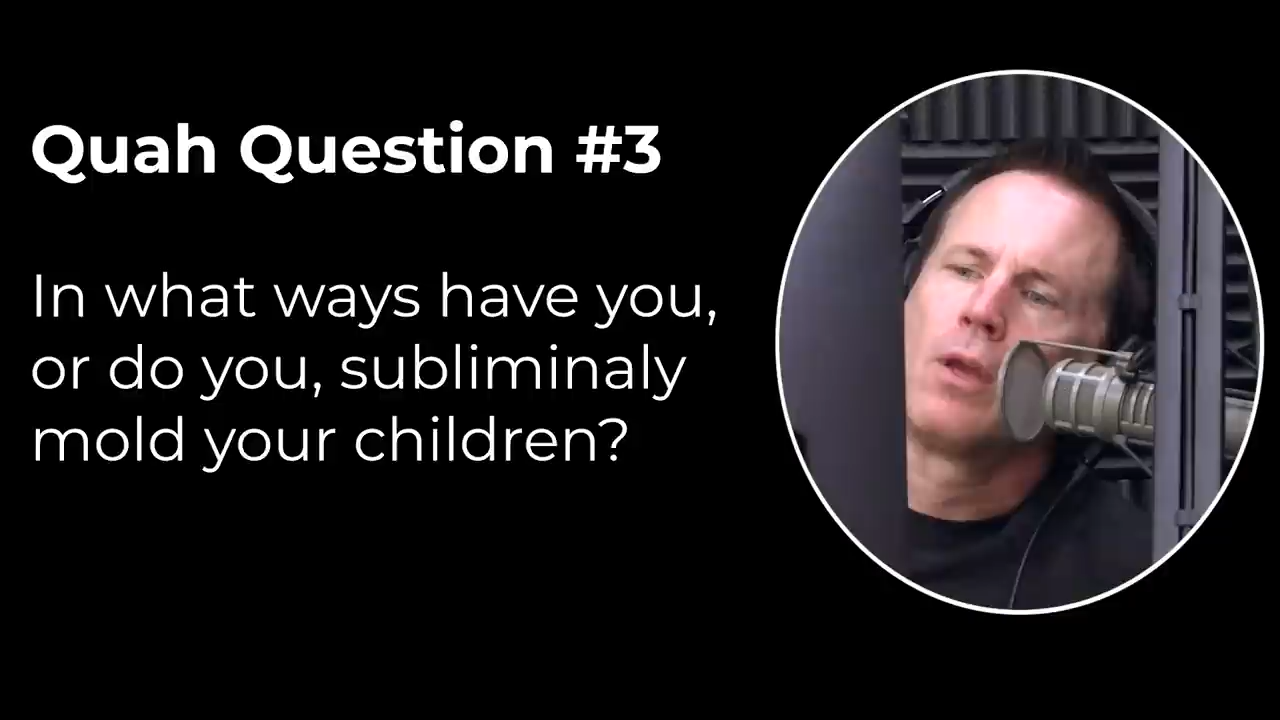 Quah Question #3
In what ways have you,
or do you, subliminaly
mold your children?